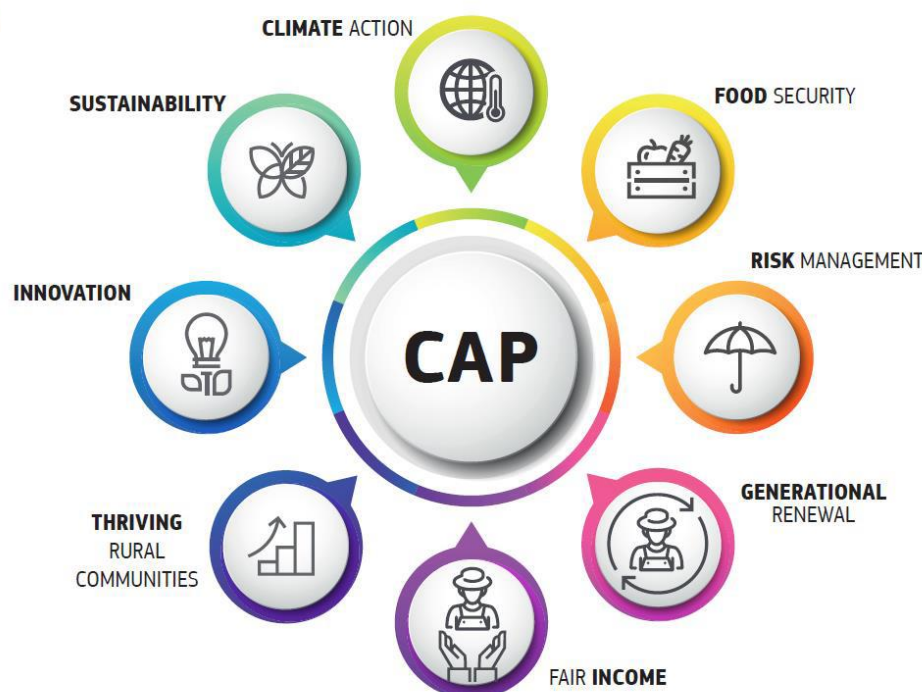 CLIMATE ACTION
SUSTAINABILITY
FOOD SECURITY
RISK MANAGEMENT
INNOVATION
CAP
GENERATIONAL
RENEWAL
THRIVING
RURAL
COMMUNITIES
FAIR INCOME